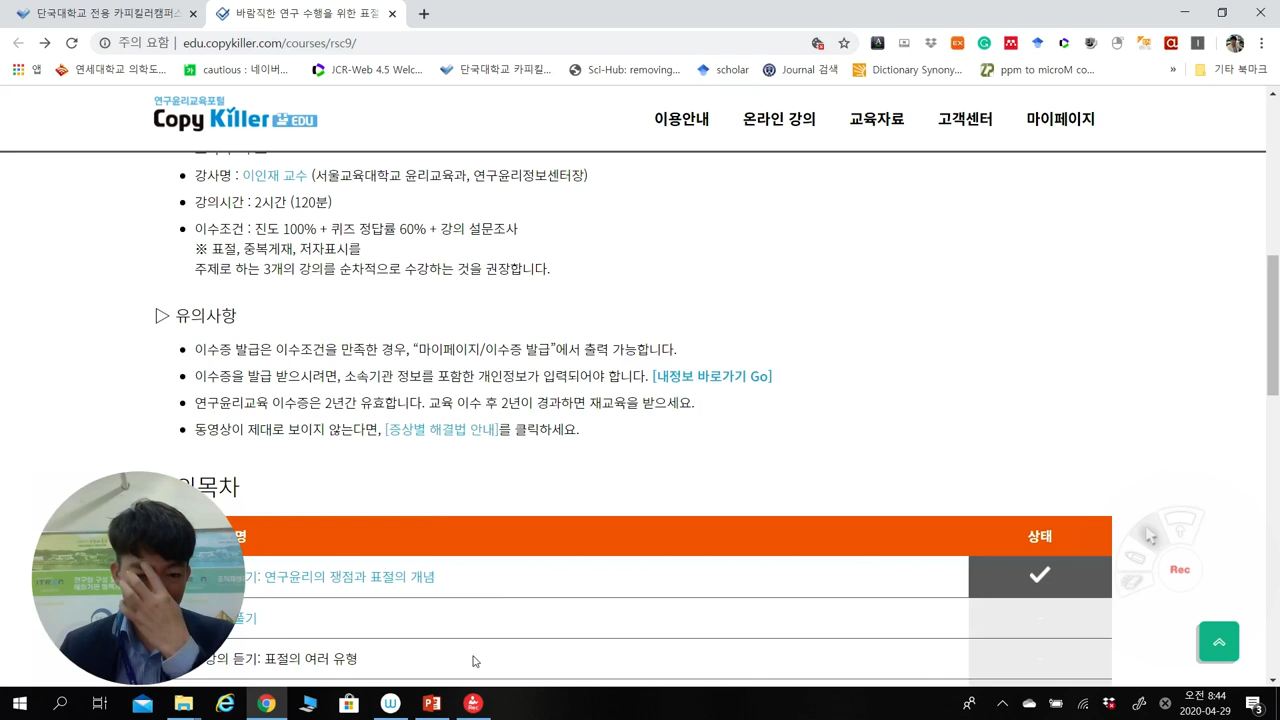 단국대학교 전용 카피킬러캠퍼스
바람직한 연구 수행을 위한 표절
주의 요함
edu.copykiller.com/courses/rsc9/
앱
연세대학교 의학도...
cautious : 네이버...
JCR-Web 4.5 Welc...
단국대학교 카피킬...
Sci-Hub: removing...
scholar
Journal 검색
Dictionary Synony...
ppm to microM co...
»
기타 북마크
연구윤리교육포털
Copy Killer EDU
이용안내
온라인 강의
교육자료
고객센터
마이페이지
강사명 : 이인재 교수 (서울교육대학교 윤리교육과, 연구윤리정보센터장)
강의시간 : 2시간 (120분)
이수조건 : 진도 100% + 퀴즈 정답률 60% + 강의 설문조사
※ 표절, 중복게재, 저자표시를
주제로 하는 3개의 강의를 순차적으로 수강하는 것을 권장합니다.
▷ 유의사항
이수증 발급은 이수조건을 만족한 경우, “마이페이지/이수증 발급”에서 출력 가능합니다.
이수증을 발급 받으시려면, 소속기관 정보를 포함한 개인정보가 입력되어야 합니다. [내정보 바로가기 Go]
연구윤리교육 이수증은 2년간 유효합니다. 교육 이수 후 2년이 경과하면 재교육을 받으세요.
동영상이 제대로 보이지 않는다면, [증상별 해결법 안내]를 클릭하세요.
의목차
명
상태
기: 연구윤리의 쟁점과 표절의 개념
풀기
강의 듣기: 표절의 여러 유형
Rec
오전 8:44
2020-04-29
3